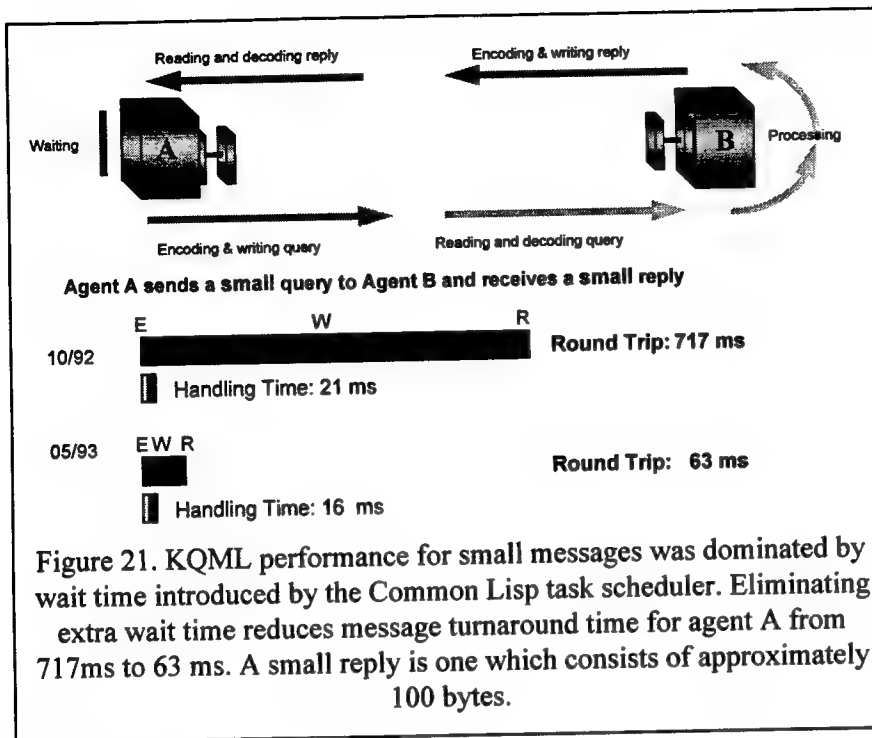 Reading and decoding reply
Encoding & writing reply
Waiting
A
B
Processing
Encoding & writing query
Reading and decoding query
Agent A sends a small query to Agent B and receives a small reply
E W R
10/92
Round Trip: 717 ms
Handling Time: 21 ms
05/93
E W R
Round Trip: 63 ms
Handling Time: 16 ms
Figure 21. KQML performance for small messages was dominated by
wait time introduced by the Common Lisp task scheduler. Eliminating
extra wait time reduces message turnaround time for agent A from
717ms to 63 ms. A small reply is one which consists of approximately
100 bytes.